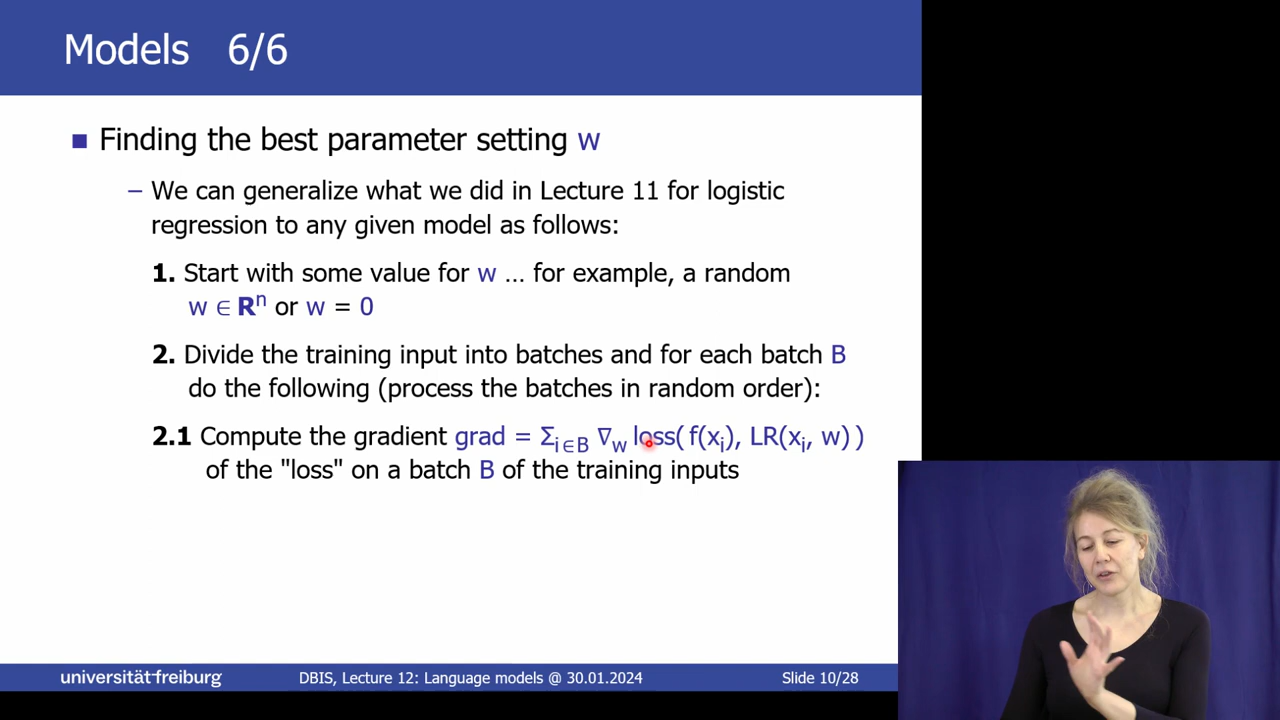 Models 6/6
■ Finding the best parameter setting w
– We can generalize what we did in Lecture 11 for logistic
regression to any given model as follows:
1. Start with some value for w ... for example, a random
w ∈ Rⁿ or w = 0
2. Divide the training input into batches and for each batch B
do the following (process the batches in random order):
2.1 Compute the gradient grad = Σ_{i∈B} ∇_w loss( f(x_i), LR(x_i, w) )
of the "loss" on a batch B of the training inputs
universität freiburg
DBIS, Lecture 12: Language models @ 30.01.2024
Slide 10/28